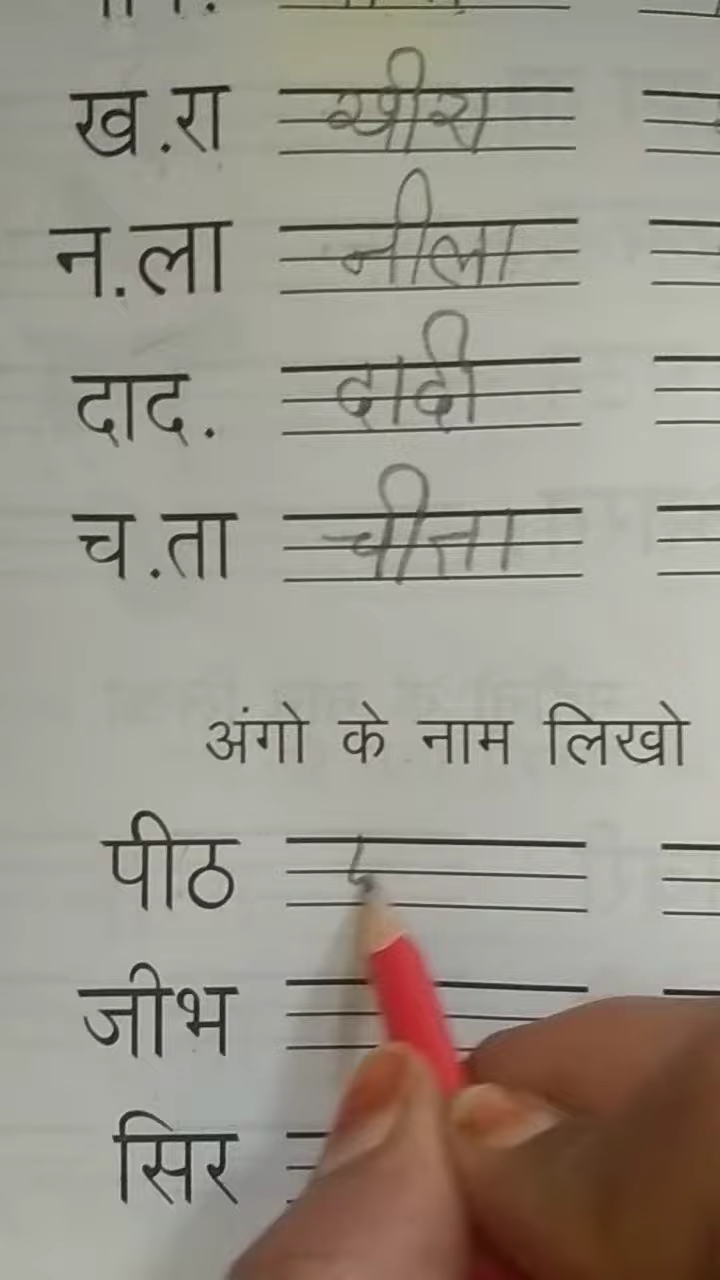 ख.रा खीरा
न.ला नीला
दाद. दादी
च.ता चीता
अंगो के नाम लिखो
पीठ
जीभ
सिर